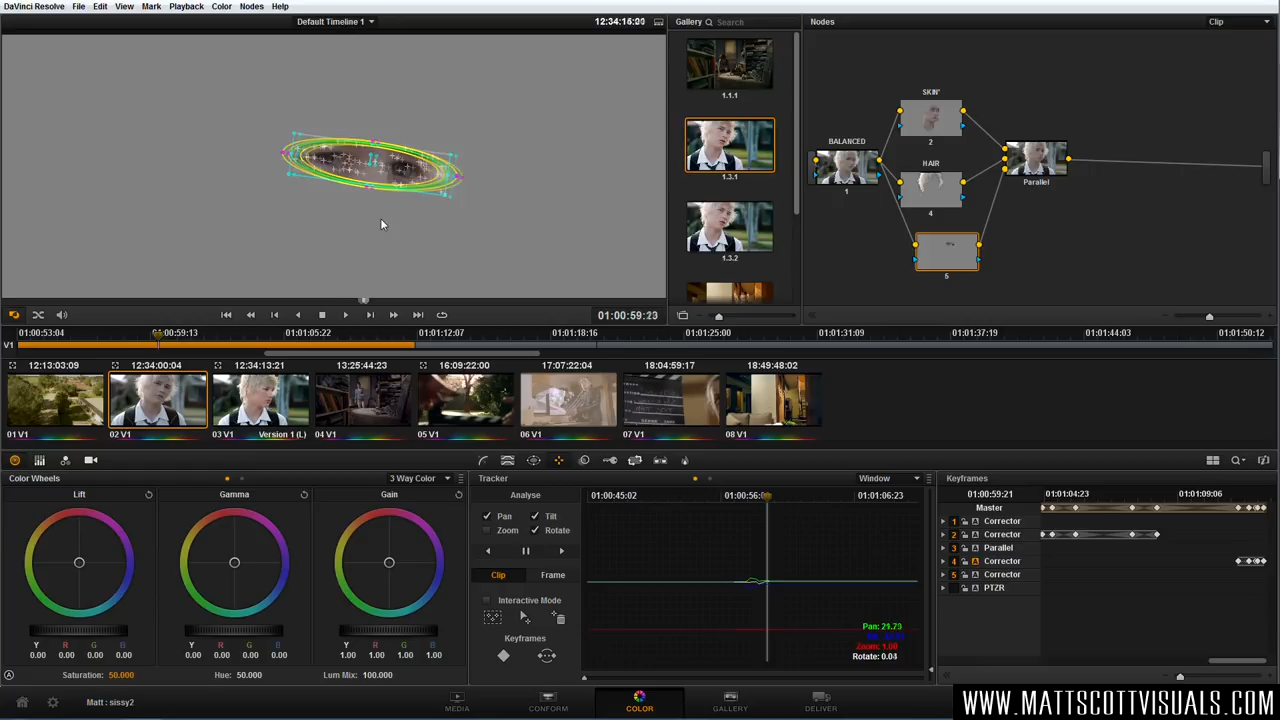 DaVinci Resolve File Edit View Mark Playback Color Nodes Help
Default Timeline 1
12:34:16:00
Gallery Search
Nodes
Clip
1.1.1
1.3.1
1.3.2
BALANCED
1
SKIN'
2
HAIR
4
5
Parallel
01:00:59:23
01:00:53:04 01:00:59:13 01:01:05:22 01:01:12:07 01:01:18:16 01:01:25:00 01:01:31:09 01:01:37:19 01:01:44:03 01:01:50:12
V1
12:13:03:09 12:34:00:04 12:34:13:21 13:25:44:23 16:09:22:00 17:07:22:04 18:04:59:17 18:49:48:02
01 V1 02 V1 03 V1 Version 1 (L) 04 V1 05 V1 06 V1 07 V1 08 V1
Color Wheels 3 Way Color
Lift Gamma Gain
Y R G B Y R G B Y R G B
0.00 0.00 0.00 0.00 0.00 0.00 0.00 0.00 1.00 1.00 1.00 1.00
A Saturation: 50.000 Hue: 50.000 Lum Mix: 100.000
Tracker Window
Analyse
Pan Tilt
Zoom Rotate
Clip Frame
Interactive Mode
Keyframes
01:00:45:02 01:01:06:23
Zoom: 1.00
Keyframes
01:00:59:21 01:01:04:23 01:01:09:06
Master
1 A Corrector
2 A Corrector
3 A Parallel
4 A Corrector
5 A Corrector
A PTZR
Matt : sissy2
MEDIA CONFORM COLOR GALLERY DELIVER
WWW.MATTSCOTTVISUALS.COM